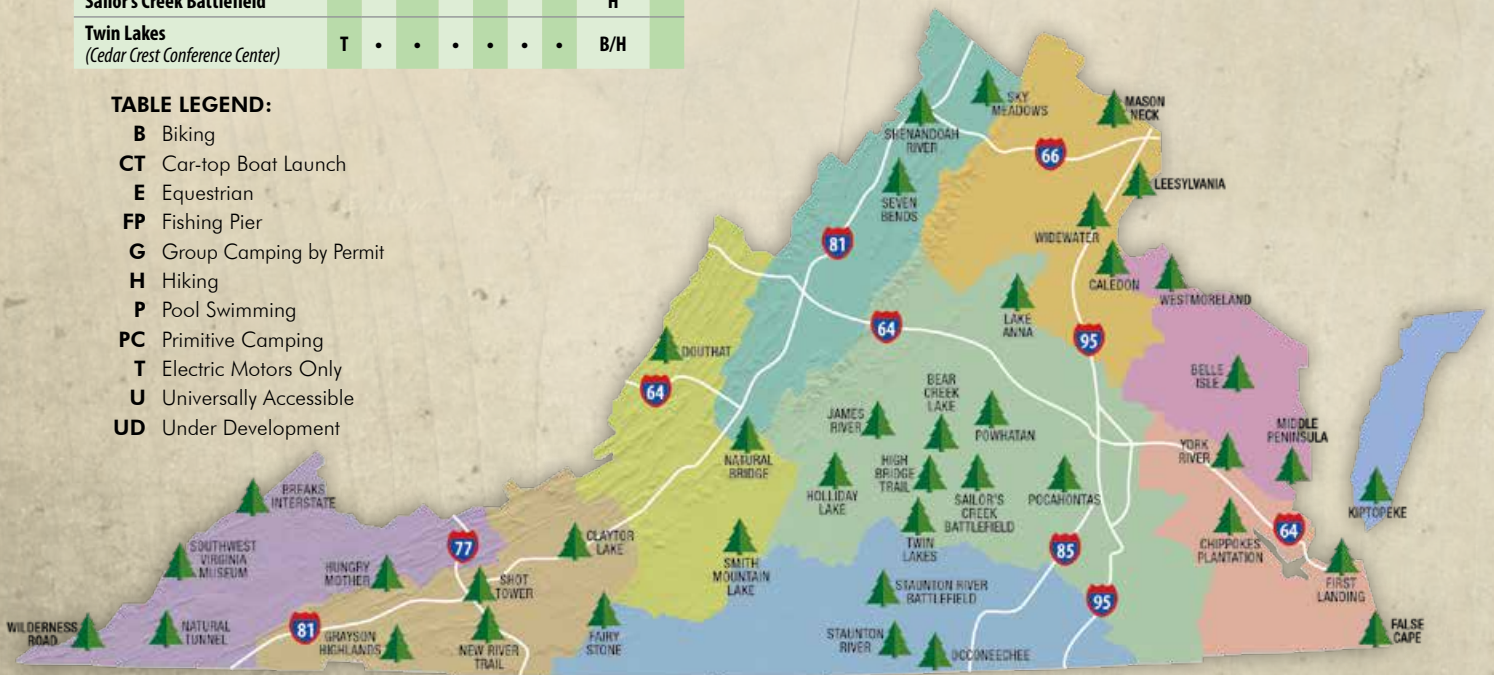 Sailor's Creek Battlefield H
Twin Lakes
(Cedar Crest Conference Center)
T • • • • • • B/H
TABLE LEGEND:
B Biking
CT Car-top Boat Launch
E Equestrian
FP Fishing Pier
G Group Camping by Permit
H Hiking
P Pool Swimming
PC Primitive Camping
T Electric Motors Only
U Universally Accessible
UD Under Development
SKY
MEADOWS
MASON
NECK
SHENANDOAH
RIVER
66
LEESYLVANIA
SEVEN
BENDS
WIDEWATER
81
CALEDON
WESTMORELAND
LAKE
ANNA
64
95
DOUTHAT
64
BELLE
ISLE
BEAR
CREEK
LAKE
JAMES
RIVER
POWHATAN
MIDDLE
PENINSULA
YORK
RIVER
NATURAL
BRIDGE
HIGH
BRIDGE
TRAIL
HOLLIDAY
LAKE
SAILOR'S
CREEK
BATTLEFIELD
POCAHONTAS
KIPTOPEKE
BREAKS
INTERSTATE
CLAYTOR
LAKE
TWIN
LAKES
CHIPPOKES
PLANTATION
64
77
85
SOUTHWEST
VIRGINIA
MUSEUM
HUNGRY
MOTHER
SHOT
TOWER
SMITH
MOUNTAIN
LAKE
STAUNTON RIVER
BATTLEFIELD
95
FIRST
LANDING
WILDERNESS
ROAD
NATURAL
TUNNEL
81
GRAYSON
HIGHLANDS
NEW RIVER
TRAIL
FAIRY
STONE
STAUNTON
RIVER
OCCONEECHEE
FALSE
CAPE